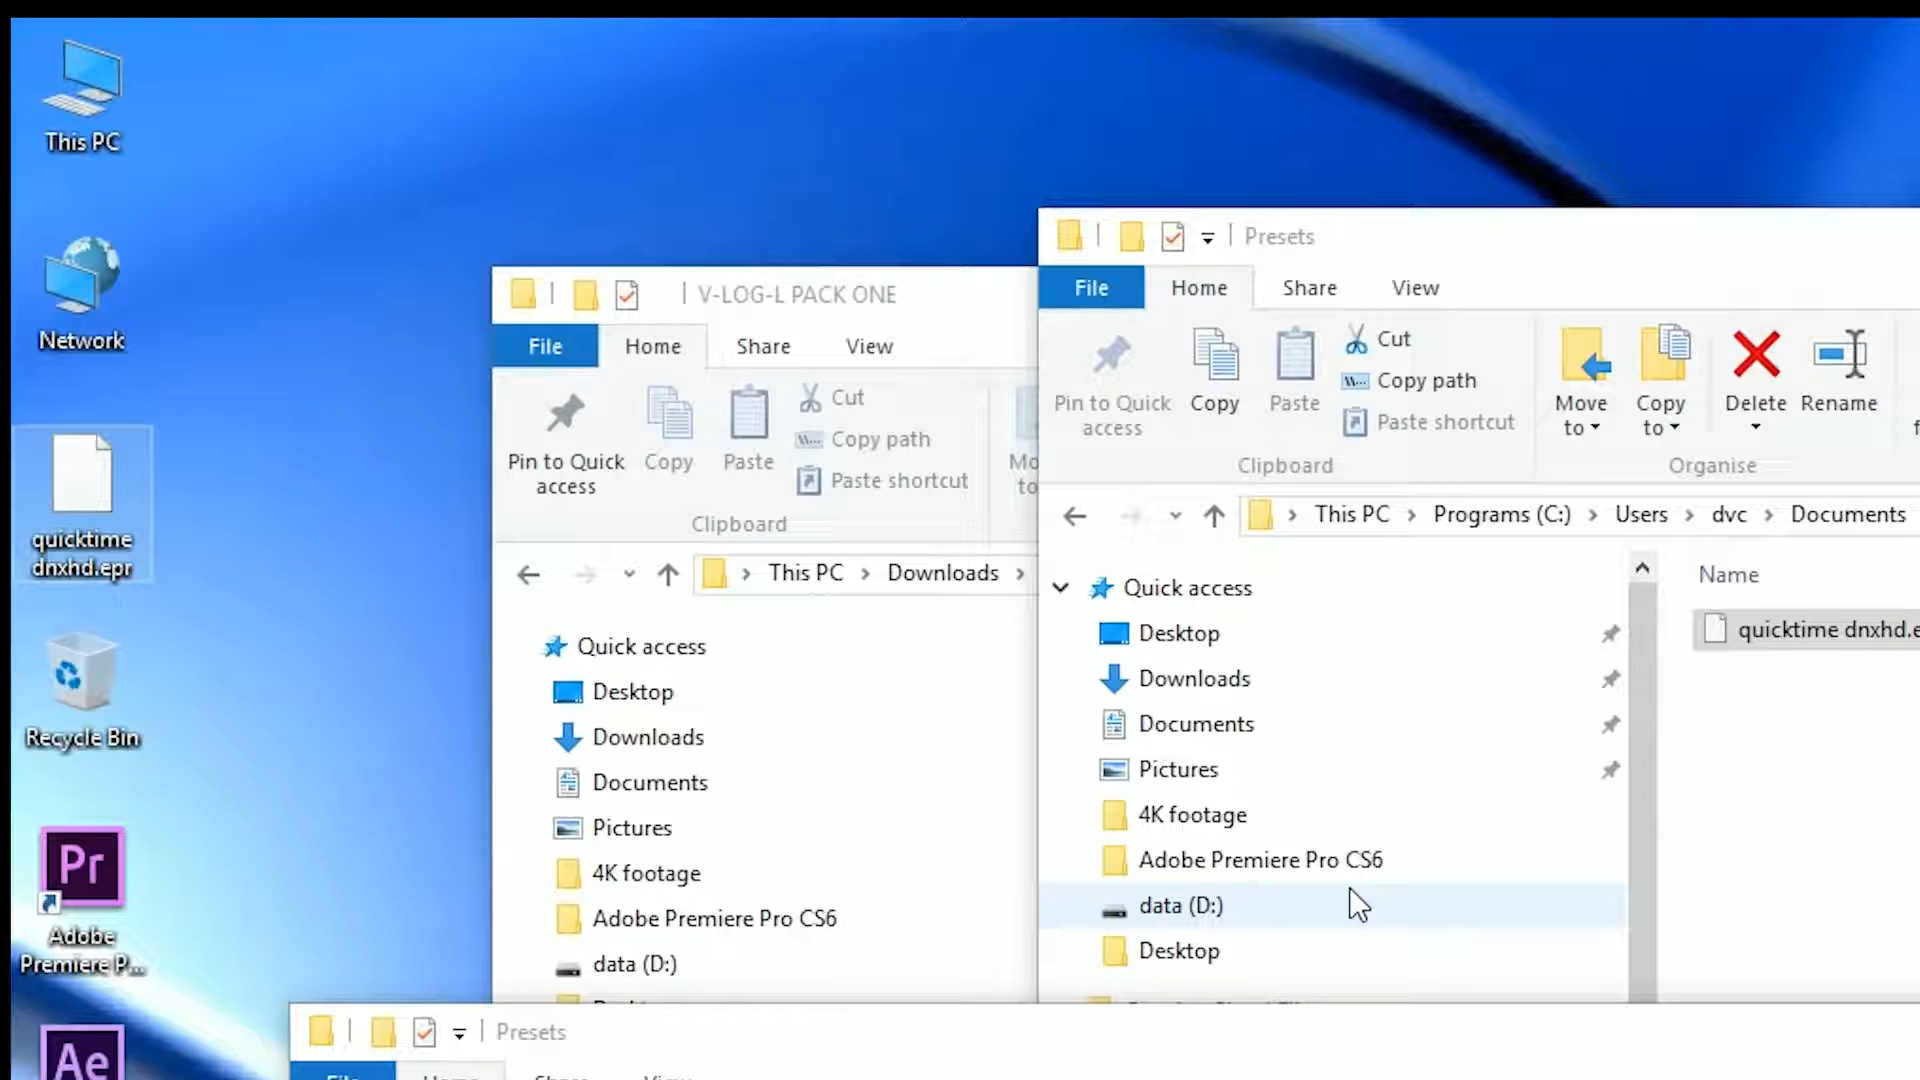 This PC
Network
quicktime
dnxhd.epr
Recycle Bin
Pr
Adobe
Premiere P...
Ae
V-LOG-L PACK ONE
File
Home
Share
View
Pin to Quick
access
Copy
Paste
Cut
Copy path
Paste shortcut
Clipboard
This PC
Downloads
Quick access
Desktop
Downloads
Documents
Pictures
4K footage
Adobe Premiere Pro CS6
data (D:)
Presets
File
Home
Share
View
Pin to Quick
access
Copy
Paste
Cut
Copy path
Paste shortcut
Clipboard
Move
to
Copy
to
Delete
Rename
Organise
This PC
Programs (C:)
Users
dvc
Documents
Quick access
Desktop
Downloads
Documents
Pictures
4K footage
Adobe Premiere Pro CS6
data (D:)
Desktop
Name
quicktime dnxhd.e
Presets